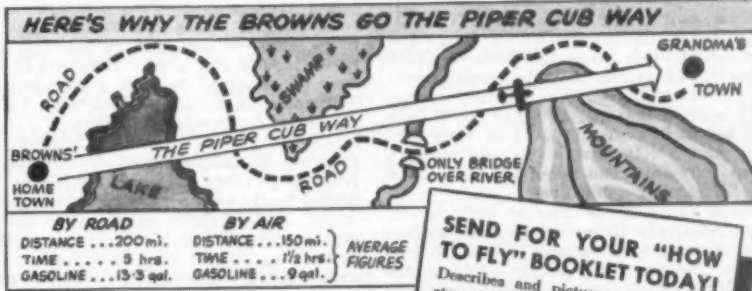 HERE'S WHY THE BROWNS GO THE PIPER CUB WAY
ROAD
SWAMP
GRANDMA'S
TOWN
THE PIPER CUB WAY
BROWNS'
HOME
TOWN
LAKE
ROAD
ONLY BRIDGE
OVER RIVER
MOUNTAINS
BY ROAD
DISTANCE ... 200 mi.
TIME ..... 5 hrs.
GASOLINE ... 13.3 gal.
BY AIR
DISTANCE ... 150 mi.
TIME .... 1 1/2 hrs.
GASOLINE ... 9 gal.
AVERAGE
FIGURES
SEND FOR YOUR "HOW
TO FLY" BOOKLET TODAY!
Describes and